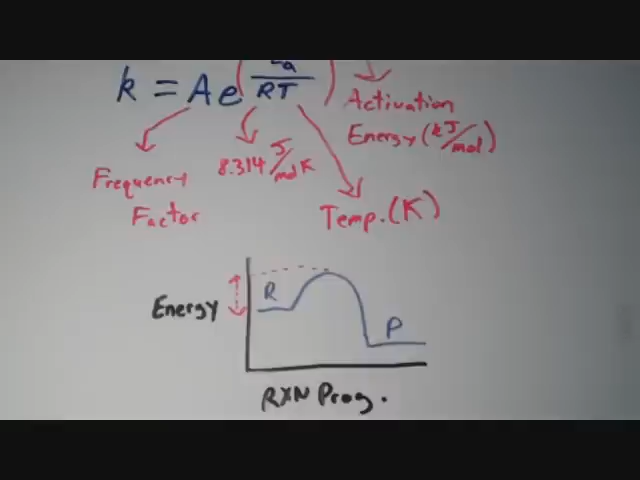 k = Ae( / RT )
Activation
Energy (kJ/mol)
8.314 J/mol K
Frequency
Factor
Temp. (K)
R
Energy
P
RXN Prog.